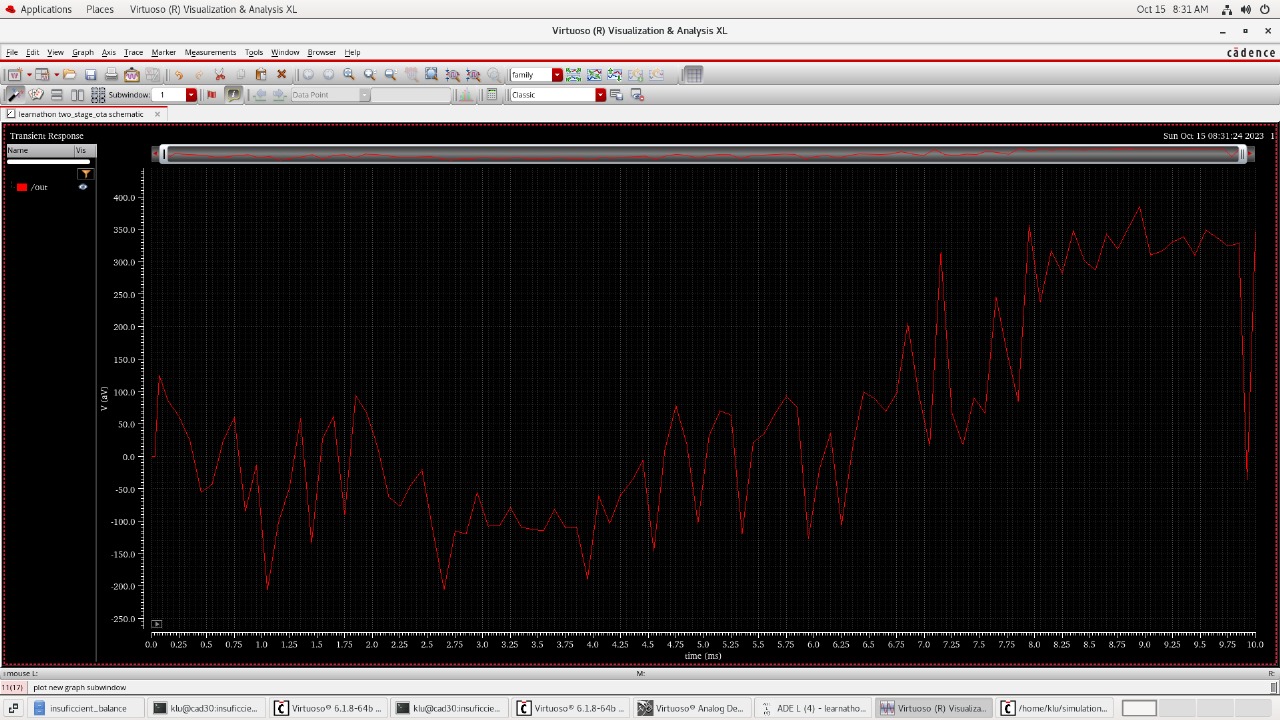 Applications Places Virtuoso (R) Visualization & Analysis XL Oct 15 8:31 AM
Virtuoso (R) Visualization & Analysis XL
File Edit View Graph Axis Trace Marker Measurements Tools Window Browser Help cādence
family
Subwindow: 1 Data Point Classic
learnathon two_stage_ota schematic
Transient Response Sun Oct 15 08:31:24 2023 1
Name Vis
/out
400.0
350.0
300.0
250.0
200.0
150.0
100.0
50.0
0.0
-50.0
-100.0
-150.0
-200.0
-250.0
V (aV)
0.0 0.25 0.5 0.75 1.0 1.25 1.5 1.75 2.0 2.25 2.5 2.75 3.0 3.25 3.5 3.75 4.0 4.25 4.5 4.75 5.0 5.25 5.5 5.75 6.0 6.25 6.5 6.75 7.0 7.25 7.5 7.75 8.0 8.25 8.5 8.75 9.0 9.25 9.5 9.75 10.0
time (ms)
mouse L: M: R:
11(17) plot new graph subwindow
insuficient_balance klu@cad30:insuficcie... Virtuoso® 6.1.8-64b ... klu@cad30:insuficcie... Virtuoso® 6.1.8-64b ... Virtuoso® Analog De... ADE L (4) - learnatho... Virtuoso (R) Visualiza... /home/klu/simulation...